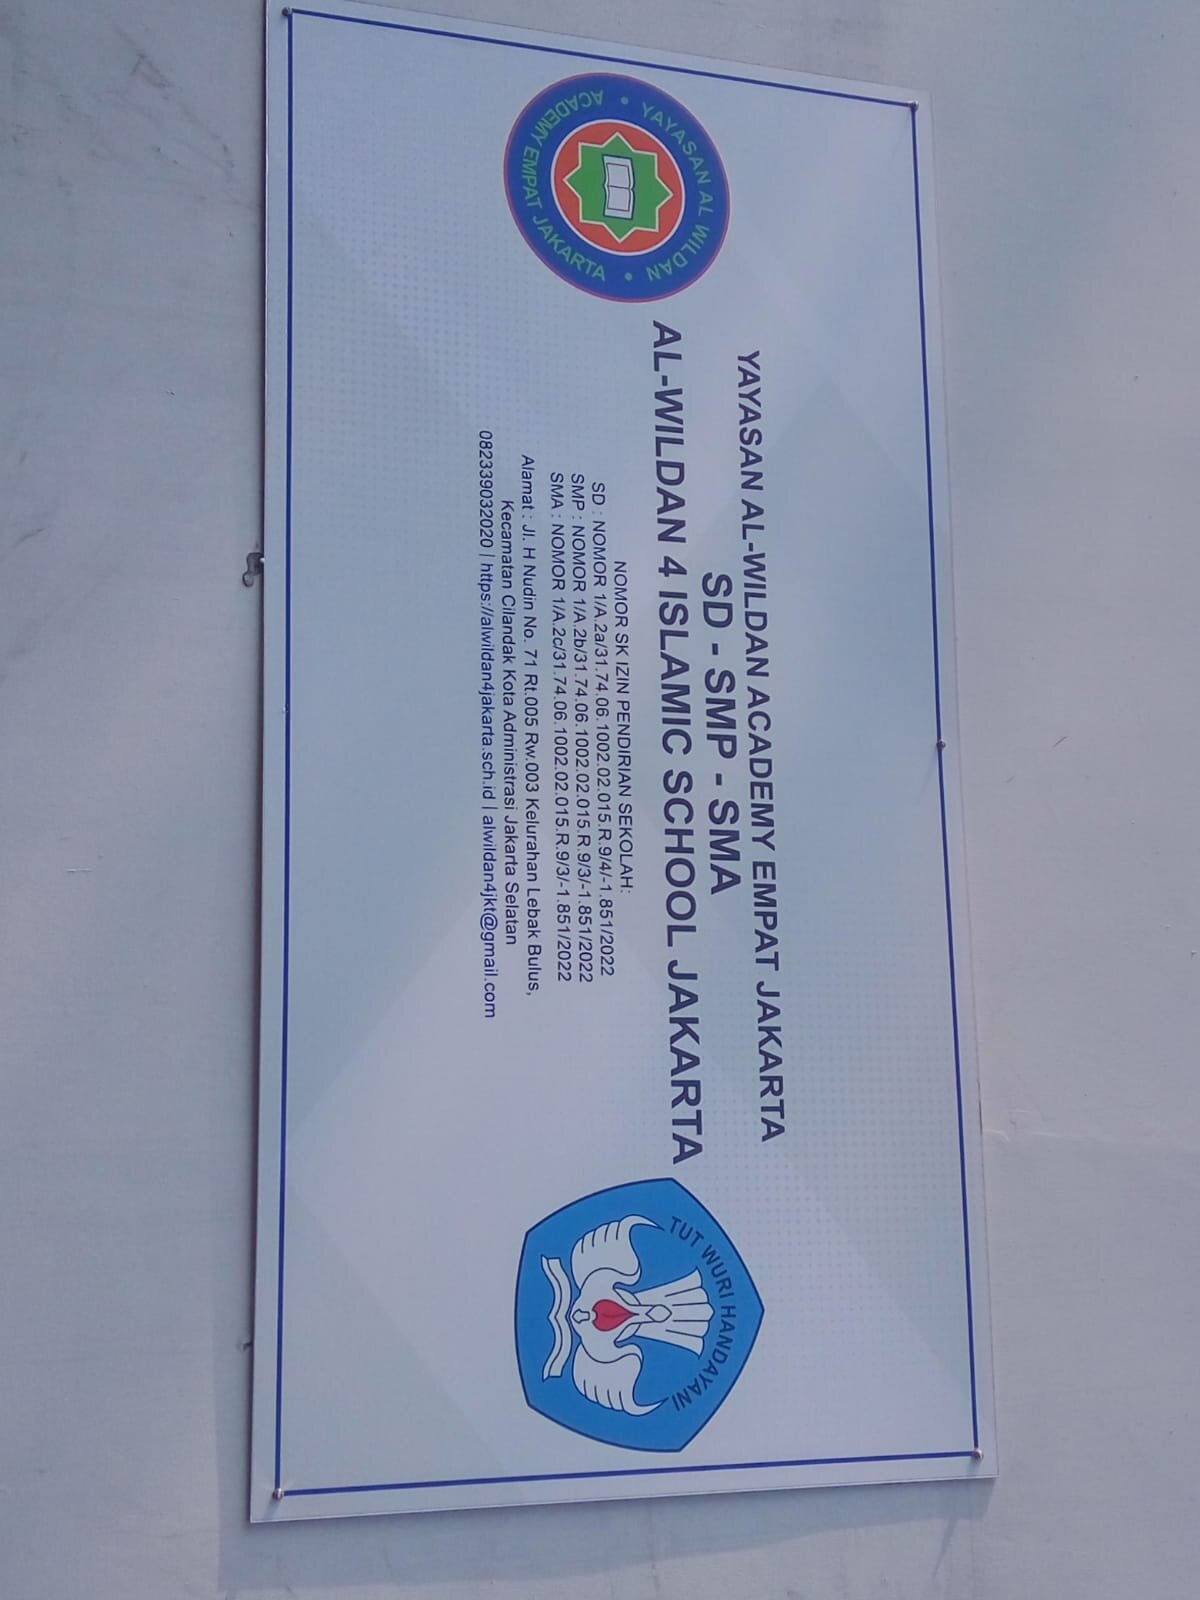 YAYASAN AL WILDAN
ACADEMY EMPAT JAKARTA
YAYASAN AL-WILDAN ACADEMY EMPAT JAKARTA
SD - SMP - SMA
AL-WILDAN 4 ISLAMIC SCHOOL JAKARTA
NOMOR SK IZIN PENDIRIAN SEKOLAH:
SD : NOMOR 1/A.2a/31.74.06.1002.02.015.R.9/4/-1.851/2022
SMP : NOMOR 1/A.2b/31.74.06.1002.02.015.R.9/3/-1.851/2022
SMA : NOMOR 1/A.2c/31.74.06.1002.02.015.R.9/3/-1.851/2022
Alamat : Jl. H Nudin No. 71 Rt.005 Rw.003 Kelurahan Lebak Bulus,
Kecamatan Cilandak Kota Administrasi Jakarta Selatan
082339032020 | https://alwildan4jakarta.sch.id | alwildan4jkt@gmail.com
TUT WURI HANDAYANI